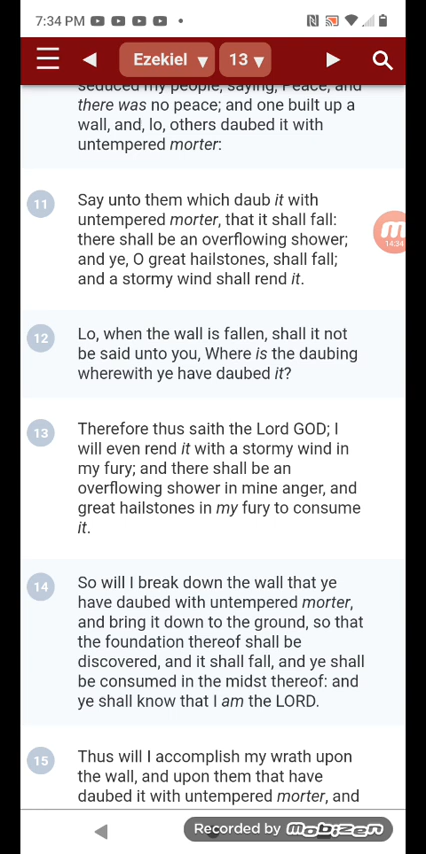 7:34 PM
Ezekiel 13
seduced my people, saying, Peace; and
there was no peace; and one built up a
wall, and, lo, others daubed it with
untempered morter:
11 Say unto them which daub it with
untempered morter, that it shall fall:
there shall be an overflowing shower;
and ye, O great hailstones, shall fall;
and a stormy wind shall rend it.
14:34
12 Lo, when the wall is fallen, shall it not
be said unto you, Where is the daubing
wherewith ye have daubed it?
13 Therefore thus saith the Lord GOD; I
will even rend it with a stormy wind in
my fury; and there shall be an
overflowing shower in mine anger, and
great hailstones in my fury to consume
it.
14 So will I break down the wall that ye
have daubed with untempered morter,
and bring it down to the ground, so that
the foundation thereof shall be
discovered, and it shall fall, and ye shall
be consumed in the midst thereof: and
ye shall know that I am the LORD.
15 Thus will I accomplish my wrath upon
the wall, and upon them that have
daubed it with untempered morter, and
Recorded by mobizen